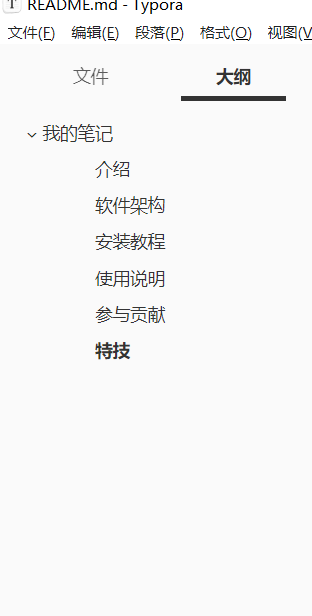 T README.md - Typora
文件(F) 编辑(E) 段落(P) 格式(O) 视图(V
文件 大纲
我的笔记
介绍
软件架构
安装教程
使用说明
参与贡献
特技